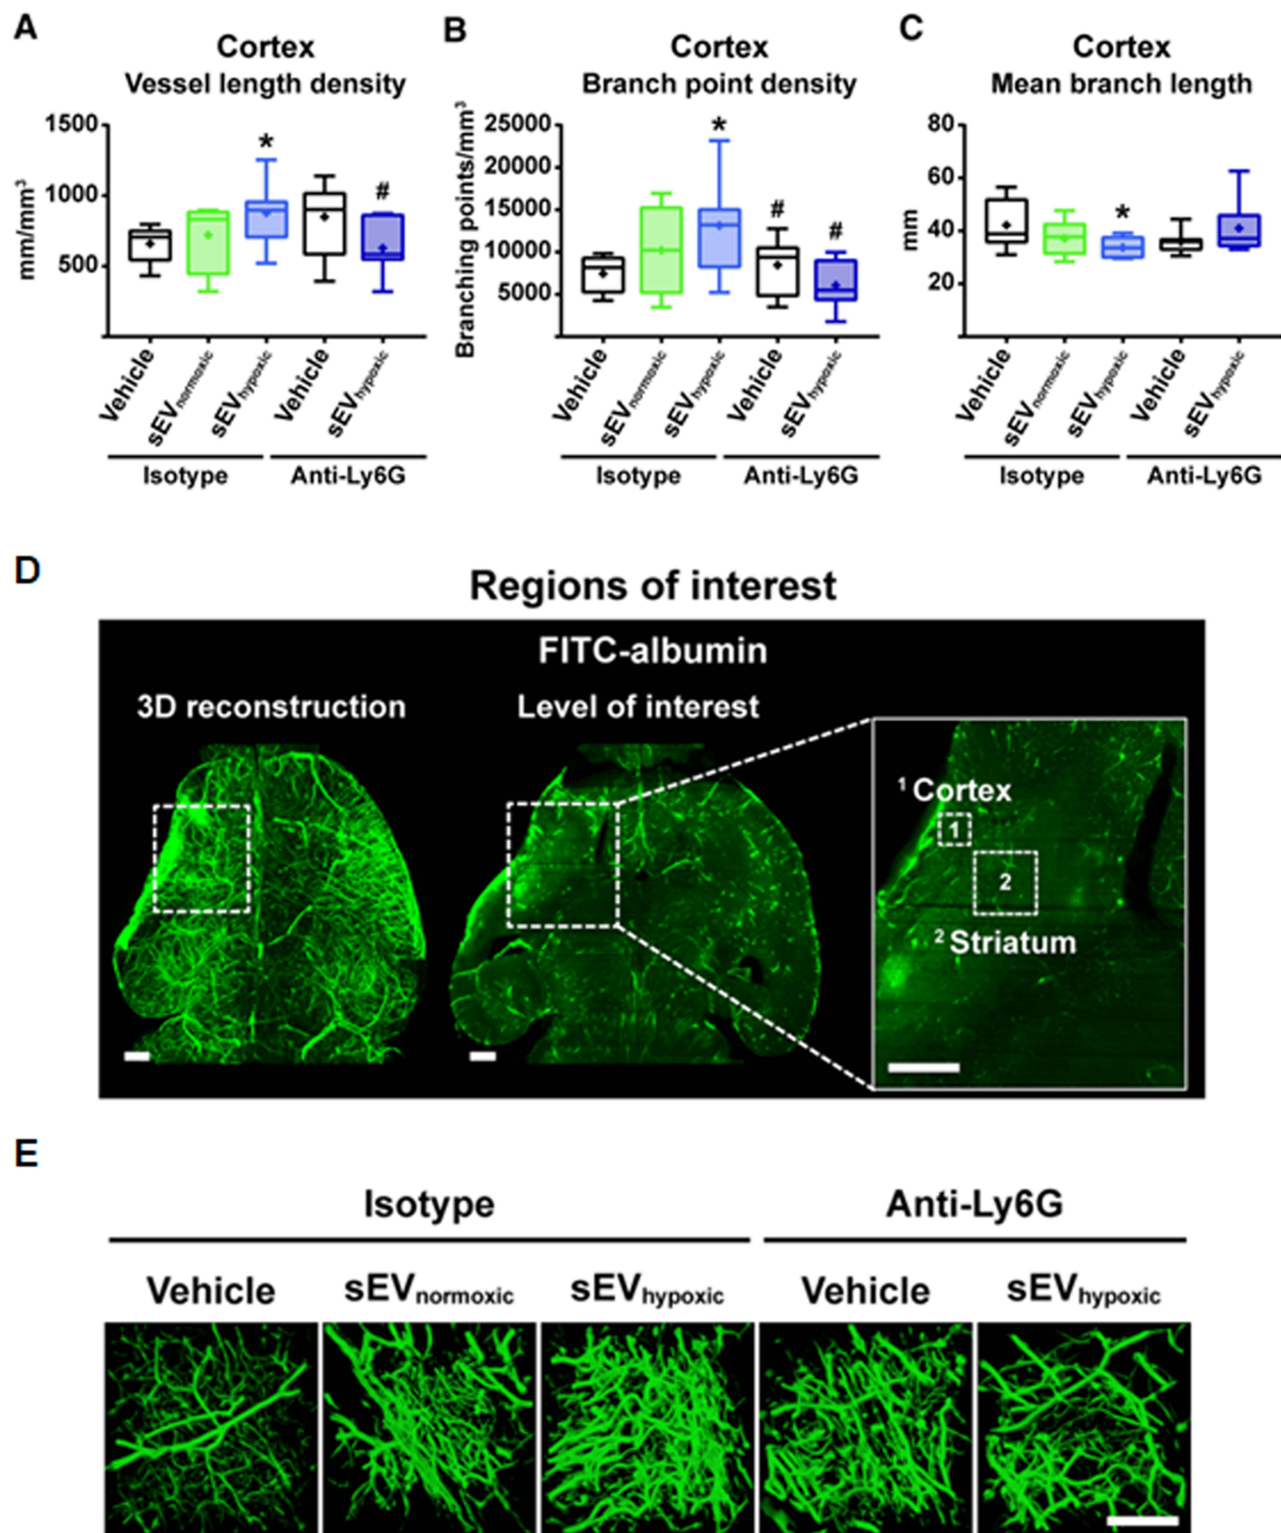 A
Cortex
Vessel length density
1500
1000
500
mm/mm³
*
#
Vehicle
sEVnormoxic
sEVhypoxic
Vehicle
sEVhypoxic
Isotype
Anti-Ly6G
B
Cortex
Branch point density
25000
20000
15000
10000
5000
Branching points/mm³
*
#
#
Vehicle
sEVnormoxic
sEVhypoxic
Vehicle
sEVhypoxic
Isotype
Anti-Ly6G
C
Cortex
Mean branch length
80
60
40
20
mm
*
Vehicle
sEVnormoxic
sEVhypoxic
Vehicle
sEVhypoxic
Isotype
Anti-Ly6G
D
Regions of interest
FITC-albumin
3D reconstruction
Level of interest
¹ Cortex
1
2
² Striatum
E
Isotype
Anti-Ly6G
Vehicle
sEVnormoxic
sEVhypoxic
Vehicle
sEVhypoxic